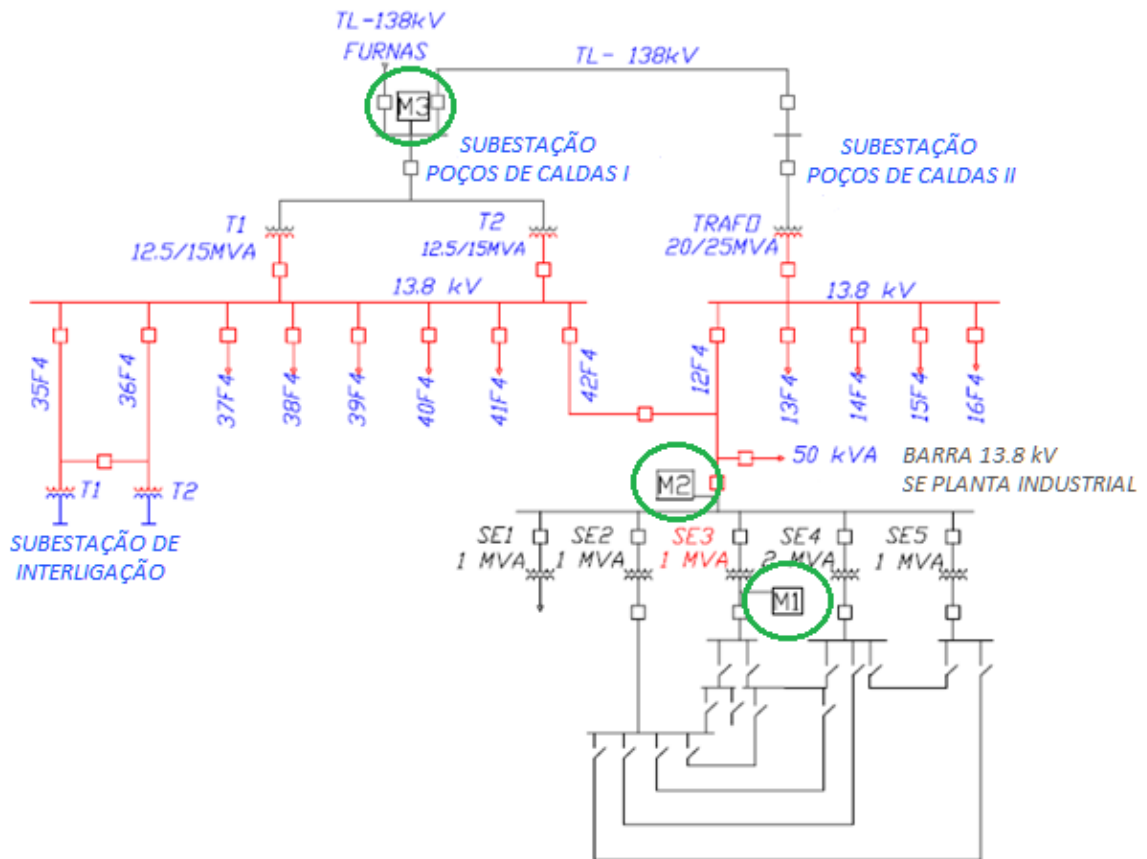 TL-138kV
FURNAS
TL- 138kV
M3
SUBESTAÇÃO
POÇOS DE CALDAS I
SUBESTAÇÃO
POÇOS DE CALDAS II
T1
12.5/15MVA
T2
12.5/15MVA
TRAFO
20/25MVA
13.8 kV
13.8 kV
35F4
36F4
37F4
38F4
39F4
40F4
41F4
42F4
12F4
13F4
14F4
15F4
16F4
50 kVA
BARRA 13.8 kV
SE PLANTA INDUSTRIAL
M2
T1
T2
SUBESTAÇÃO DE
INTERLIGAÇÃO
SE1
1 MVA
SE2
1 MVA
SE3
1 MVA
SE4
2 MVA
SE5
1 MVA
M1